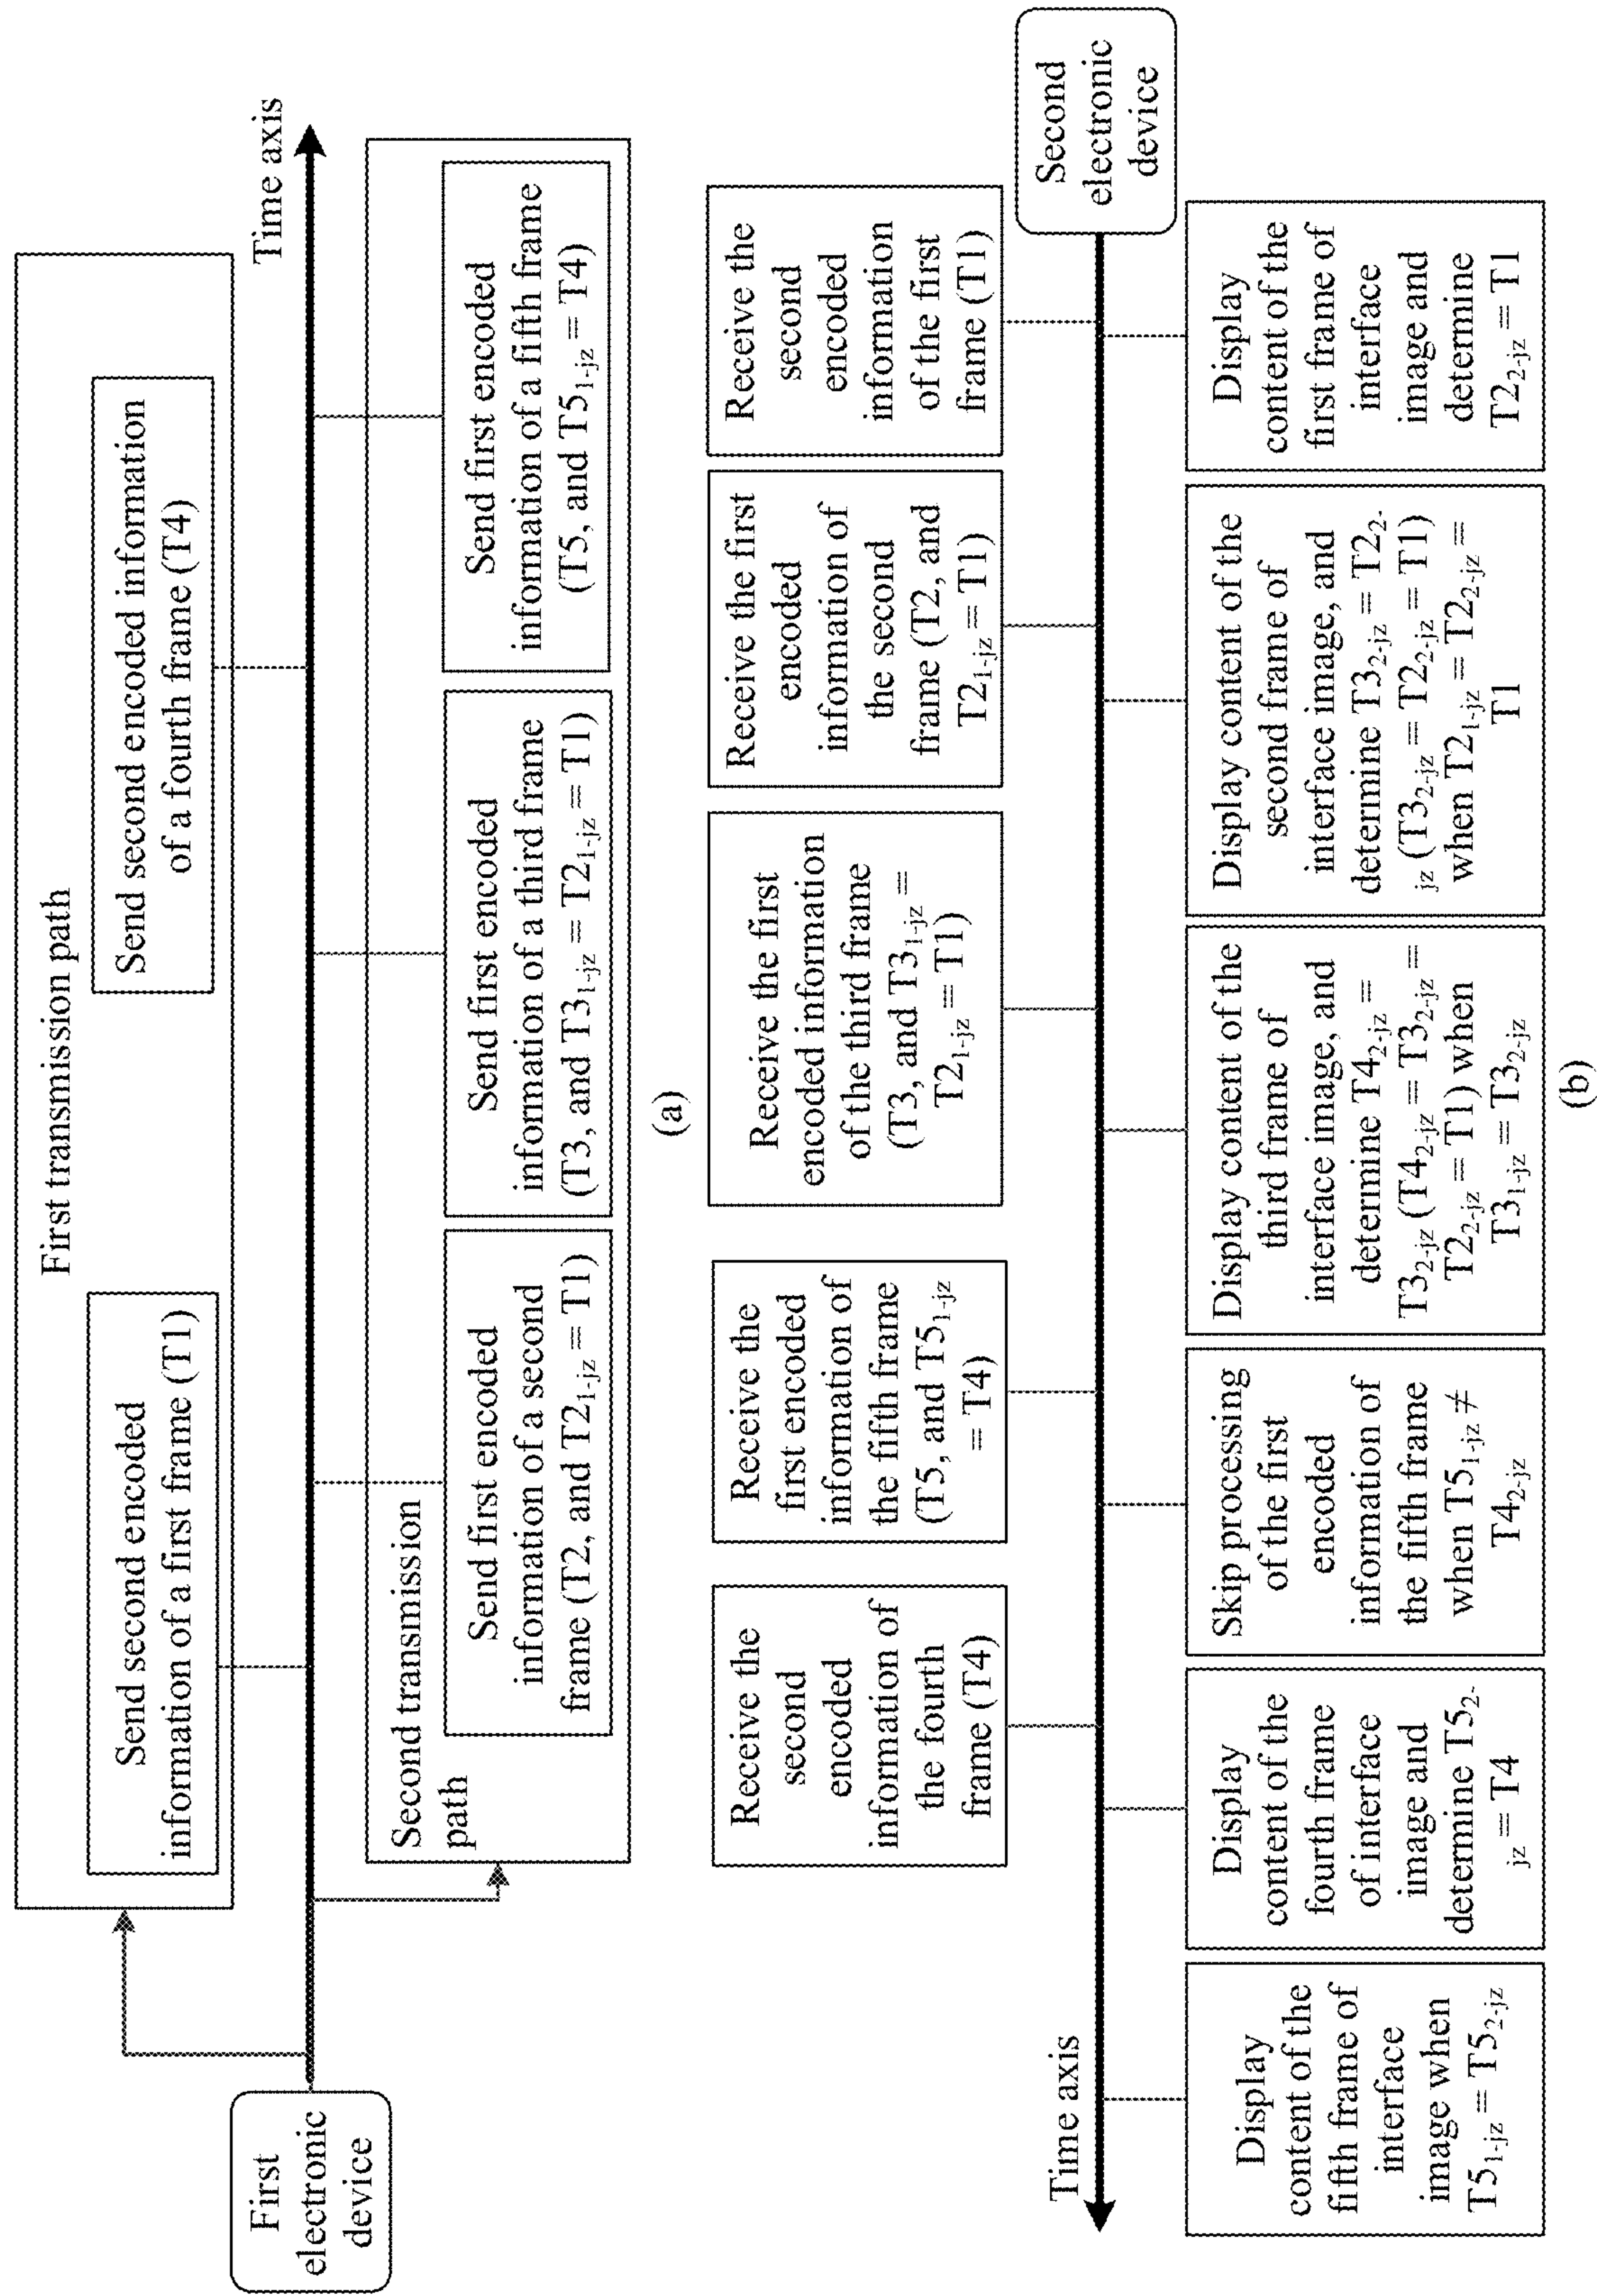 First transmission path
Send second encoded
information of a first frame (T1)
Send second encoded information
of a fourth frame (T4)
Time axis
First
electronic
device
Second transmission
path
Send first encoded
information of a second
frame (T2, and T2₁₋jz = T1)
Send first encoded
information of a third frame
(T3, and T3₁₋jz = T2₁₋jz = T1)
Send first encoded
information of a fifth frame
(T5, and T5₁₋jz = T4)
(a)
Receive the
second
encoded
information of
the fourth
frame (T4)
Receive the
first encoded
information of
the fifth frame
(T5, and T5₁₋jz
= T4)
Receive the first
encoded information
of the third frame
(T3, and T3₁₋jz =
T2₁₋jz = T1)
Receive the first
encoded
information of
the second
frame (T2, and
T2₁₋jz = T1)
Receive the
second
encoded
information
of the first
frame (T1)
Time axis
Second
electronic
device
Display
content of the
fifth frame of
interface
image when
T5₁₋jz = T5₂₋jz
Display
content of the
fourth frame
of interface
image and
determine T5₂₋
jz = T4
Skip processing
of the first
encoded
information of
the fifth frame
when T5₁₋jz ≠
T4₂₋jz
Display content of the
third frame of
interface image, and
determine T4₂₋jz =
T3₂₋jz (T4₂₋jz = T3₂₋jz =
T2₂₋jz = T1) when
T3₁₋jz = T3₂₋jz
Display content of the
second frame of
interface image, and
determine T3₂₋jz = T2₂₋
jz (T3₂₋jz = T2₂₋jz = T1)
when T2₁₋jz = T2₂₋jz =
T1
Display
content of the
first frame of
interface
image and
determine
T2₂₋jz = T1
(b)